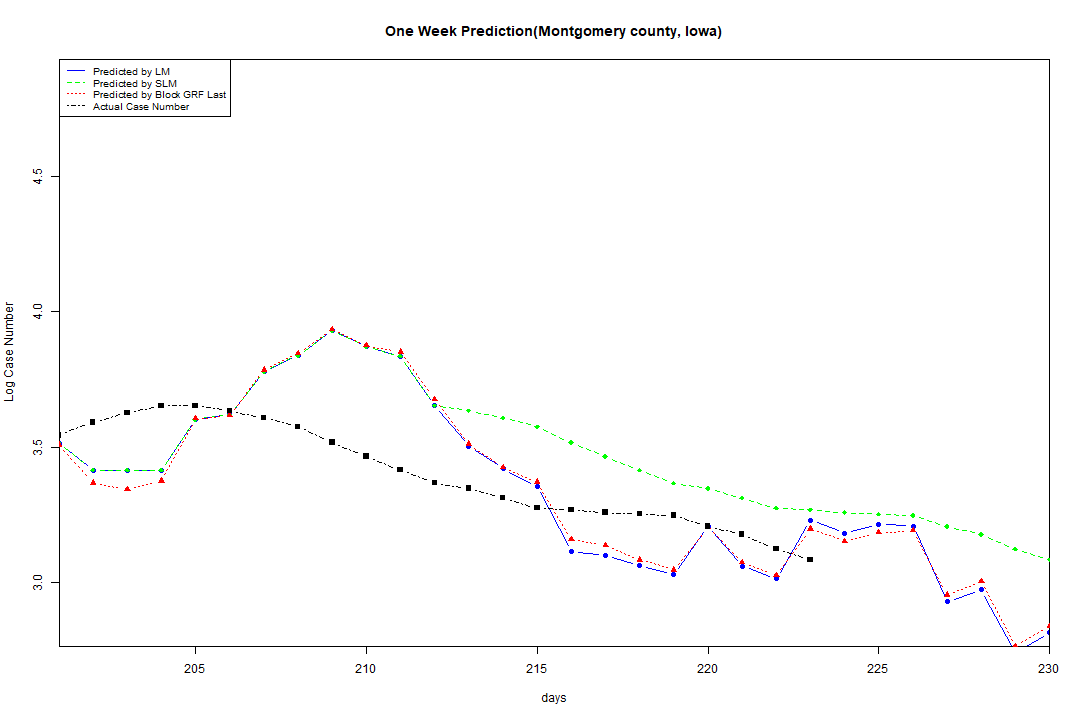 One Week Prediction(Montgomery county, Iowa)
Predicted by LM
Predicted by SLM
Predicted by Block GRF Last
Actual Case Number
4.5
4.0
3.5
3.0
Log Case Number
205 210 215 220 225 230
days